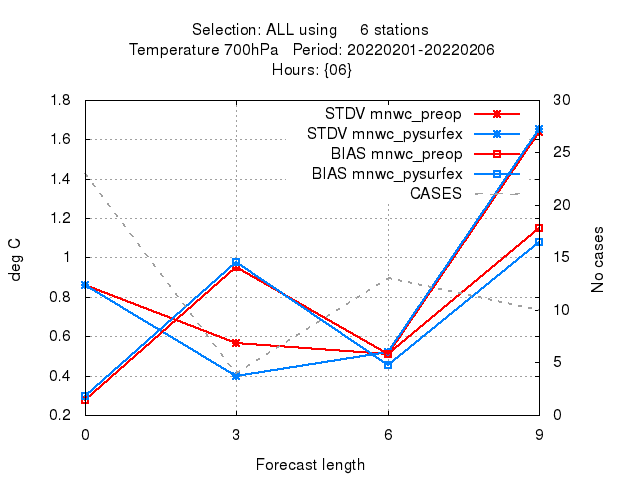 Selection: ALL using     6 stations
Temperature 700hPa   Period: 20220201-20220206
Hours: {06}
deg C
No cases
1.8
1.6
1.4
1.2
1
0.8
0.6
0.4
0.2
30
25
20
15
10
5
0
STDV mnwc_preop
STDV mnwc_pysurfex
BIAS mnwc_preop
BIAS mnwc_pysurfex
CASES
0 3 6 9
Forecast length